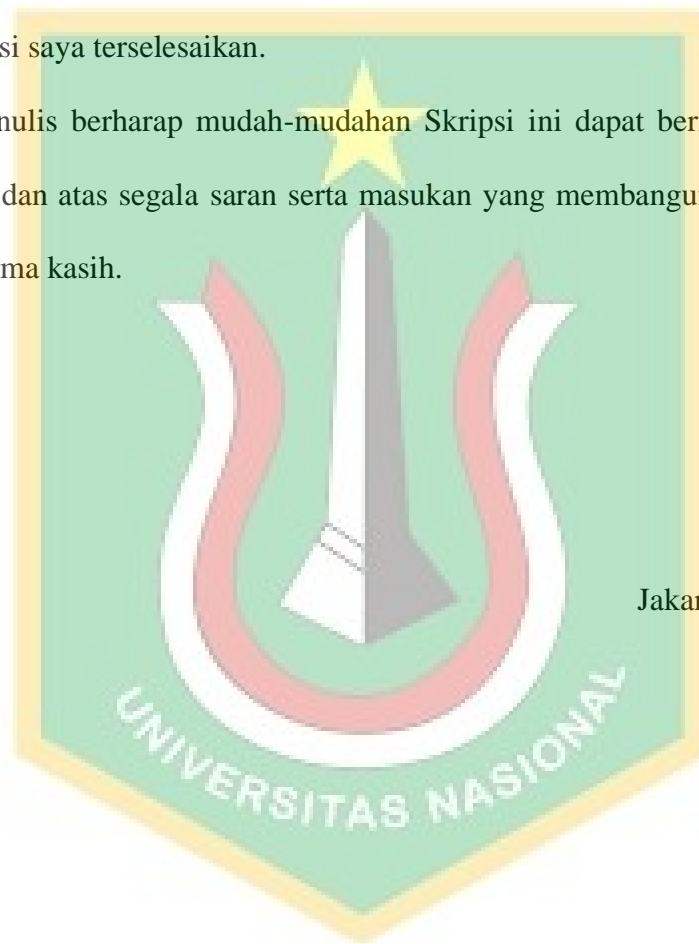 si saya terselesaikan.
nulis berharap mudah-mudahan Skripsi ini dapat ber
dan atas segala saran serta masukan yang membangu
ma kasih.
Jakar
UNIVERSITAS NASIONAL